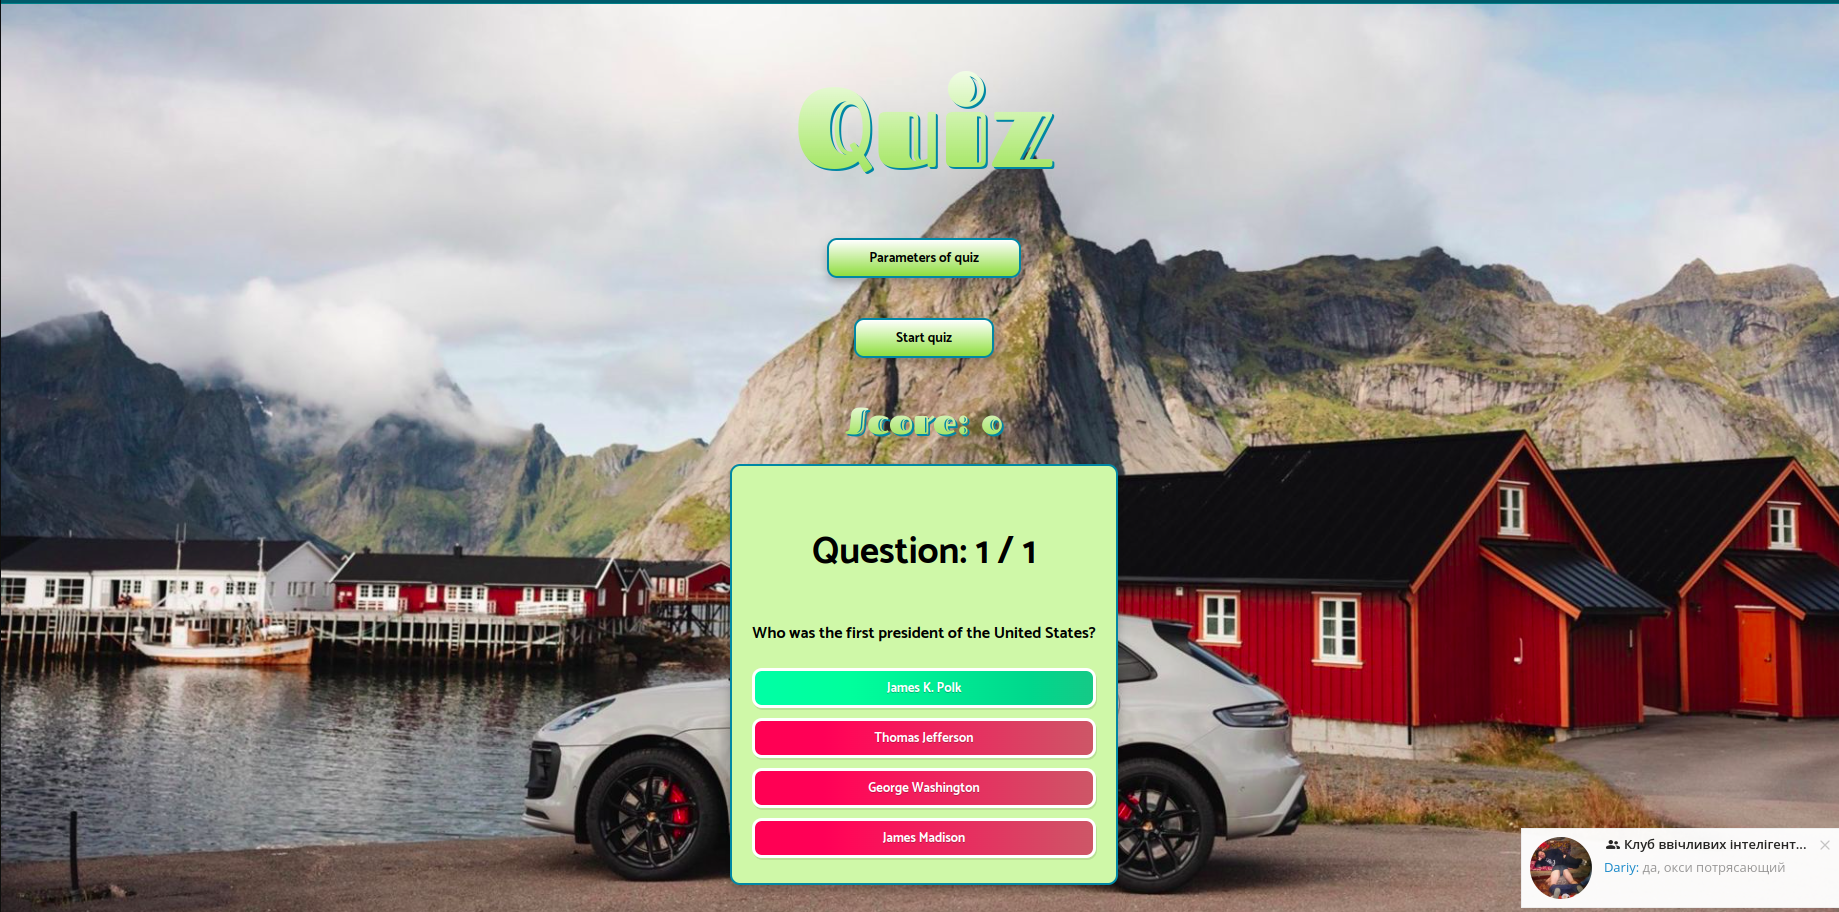 Quiz
Parameters of quiz
Start quiz
Score: 0
Question: 1 / 1
Who was the first president of the United States?
James K. Polk
Thomas Jefferson
George Washington
James Madison
Клуб ввічливих інтелігент...
Dariy: да, окси потрясающий